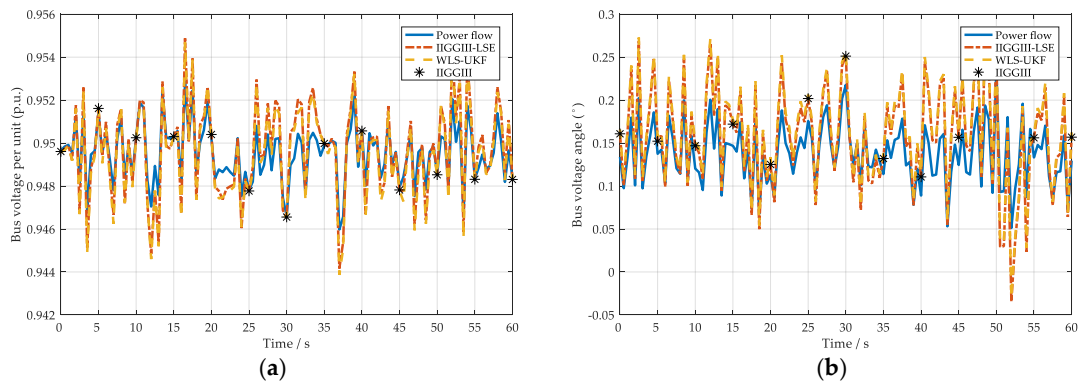 0.956
0.954
0.952
0.95
0.948
0.946
0.944
0.942
Bus voltage per unit (p.u.)
0 5 10 15 20 25 30 35 40 45 50 55 60
Time / s
Power flow
IIGGIII-LSE
WLS-UKF
IIGGIII
(a)
0.3
0.25
0.2
0.15
0.1
0.05
0
-0.05
Bus voltage angle (°)
0 5 10 15 20 25 30 35 40 45 50 55 60
Time / s
Power flow
IIGGIII-LSE
WLS-UKF
IIGGIII
(b)